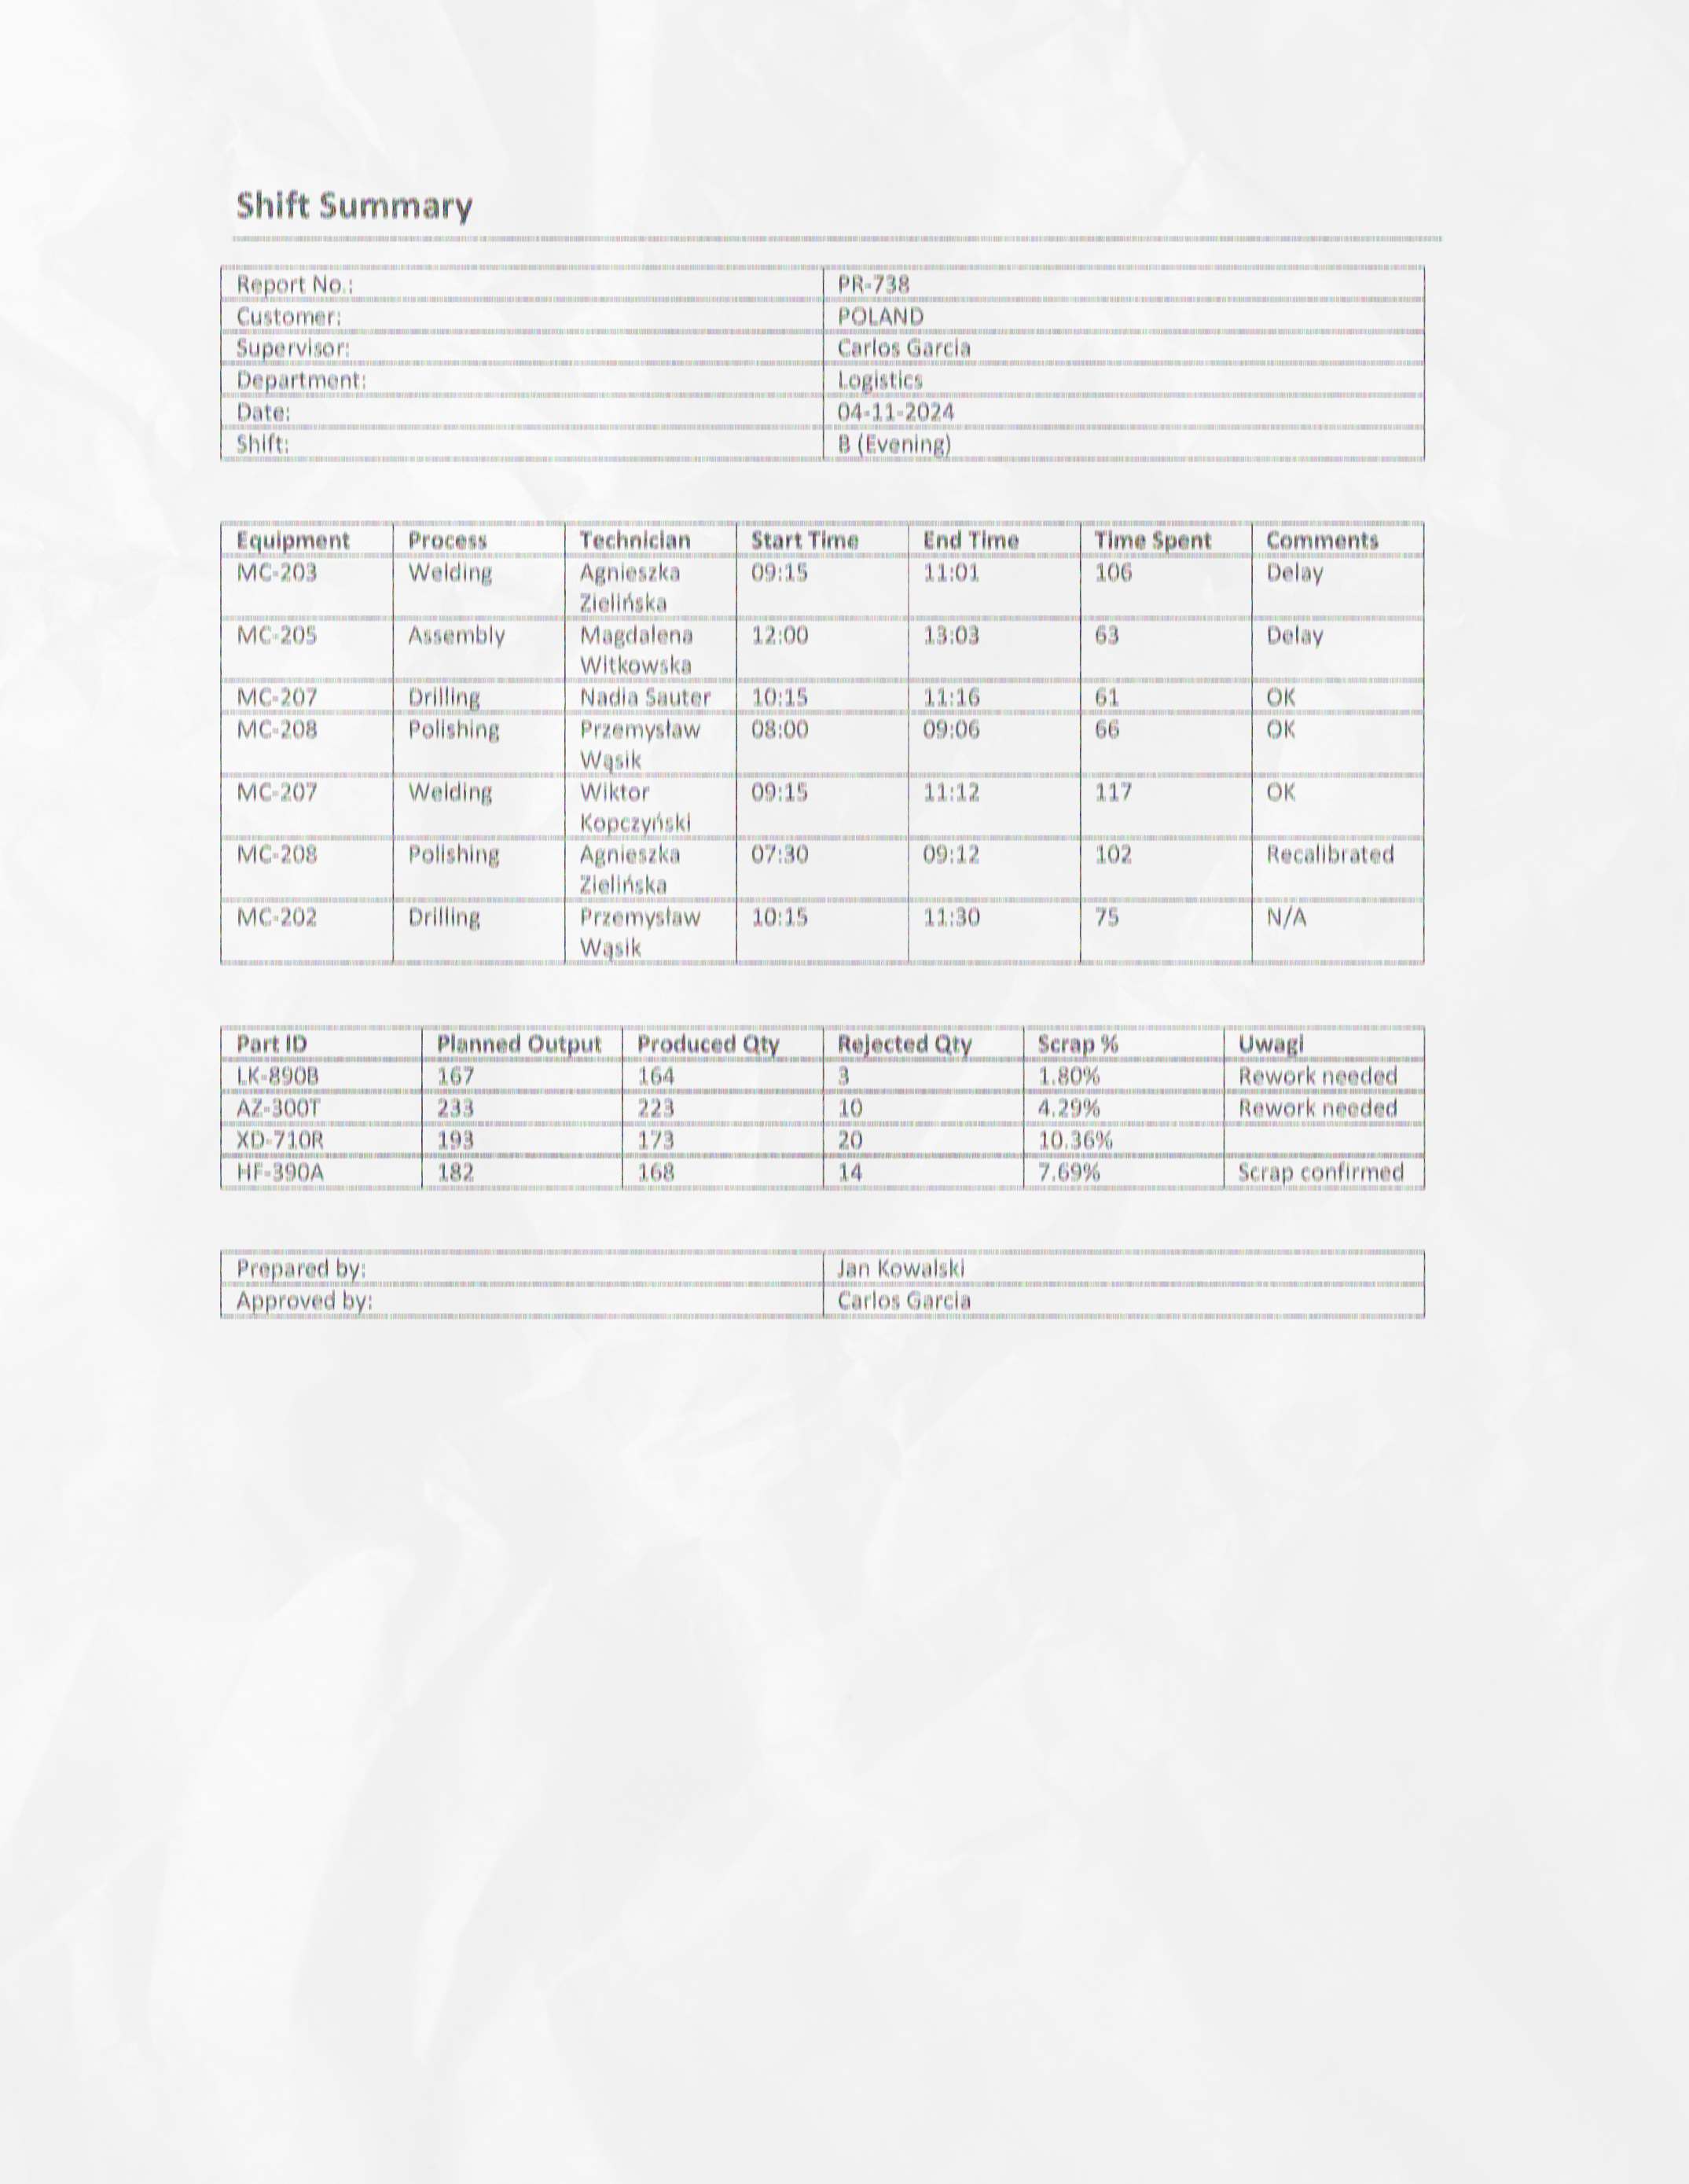 Shift Summary
Report No.: PR-738
Customer: POLAND
Supervisor: Carlos Garcia
Department: Logistics
Date: 04-11-2024
Shift: B (Evening)
Equipment Process Technician Start Time End Time Time Spent Comments
MC-203 Welding Agnieszka 09:15 11:01 106 Delay
Zielińska
MC-205 Assembly Magdalena 12:00 13:03 63 Delay
Witkowska
MC-207 Drilling Nadia Sauter 10:15 11:16 61 OK
MC-208 Polishing Przemysław 08:00 09:06 66 OK
Wąsik
MC-207 Welding Wiktor 09:15 11:12 117 OK
Kopczyński
MC-208 Polishing Agnieszka 07:30 09:12 102 Recalibrated
Zielińska
MC-202 Drilling Przemysław 10:15 11:30 75 N/A
Wąsik
Part ID Planned Output Produced Qty Rejected Qty Scrap % Uwagi
LK-890B 167 164 3 1.80% Rework needed
AZ-300T 233 223 10 4.29% Rework needed
XD-710R 193 173 20 10.36%
HF-390A 182 168 14 7.69% Scrap confirmed
Prepared by: Jan Kowalski
Approved by: Carlos Garcia